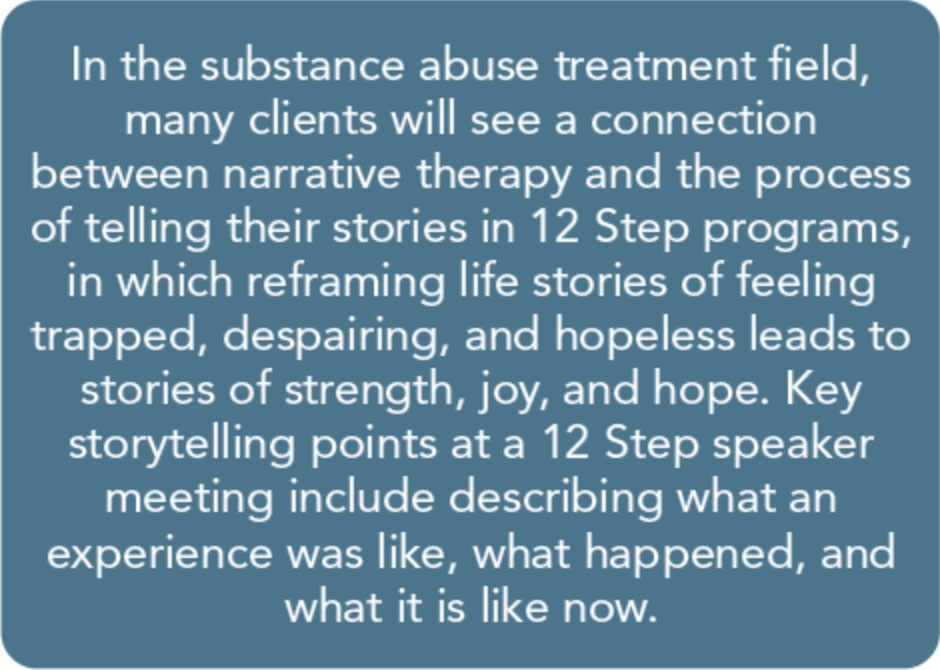 In the substance abuse treatment field,
many clients will see a connection
between narrative therapy and the process
of telling their stories in 12 Step programs,
in which reframing life stories of feeling
trapped, despairing, and hopeless leads to
stories of strength, joy, and hope. Key
storytelling points at a 12 Step speaker
meeting include describing what an
experience was like, what happened, and
what it is like now.